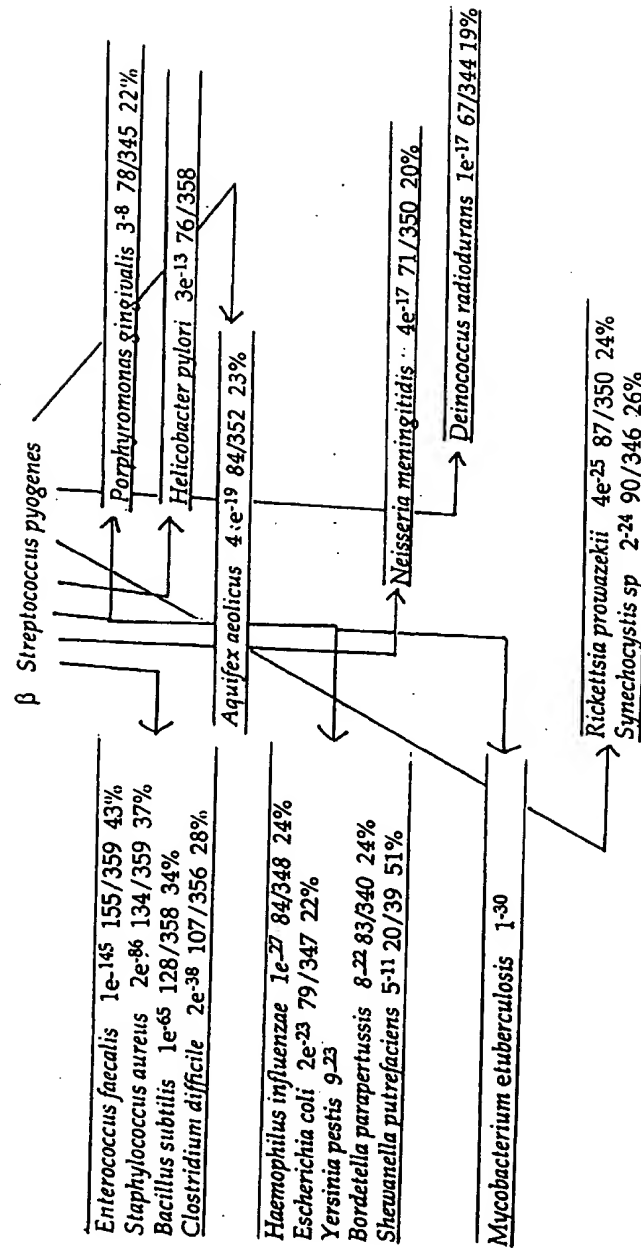 β Streptococcus pyogenes
Enterococcus faecalis 1e-145 155/359 43%
Staphylococcus aureus 2e-86 134/359 37%
Bacillus subtilis 1e-65 128/358 34%
Clostridium difficile 2e-38 107/356 28%
Porphyromonas gingivalis 3-8 78/345 22%
Helicobacter pylori 3e-13 76/358
Aquifex aeolicus 4e-19 84/352 23%
Haemophilus influenzae 1e-27 84/348 24%
Escherichia coli 2e-23 79/347 22%
Yersinia pestis 9-23
Bordetella parapertussis 8-22 83/340 24%
Shewanella putrefaciens 5-11 20/39 51%
Neisseria meningitidis 4e-17 71/350 20%
Deinococcus radiodurans 1e-17 67/344 19%
Mycobacterium etuberculosis 1-30
Rickettsia prowazekii 4e-25 87/350 24%
Synechocystis sp 2-24 90/346 26%